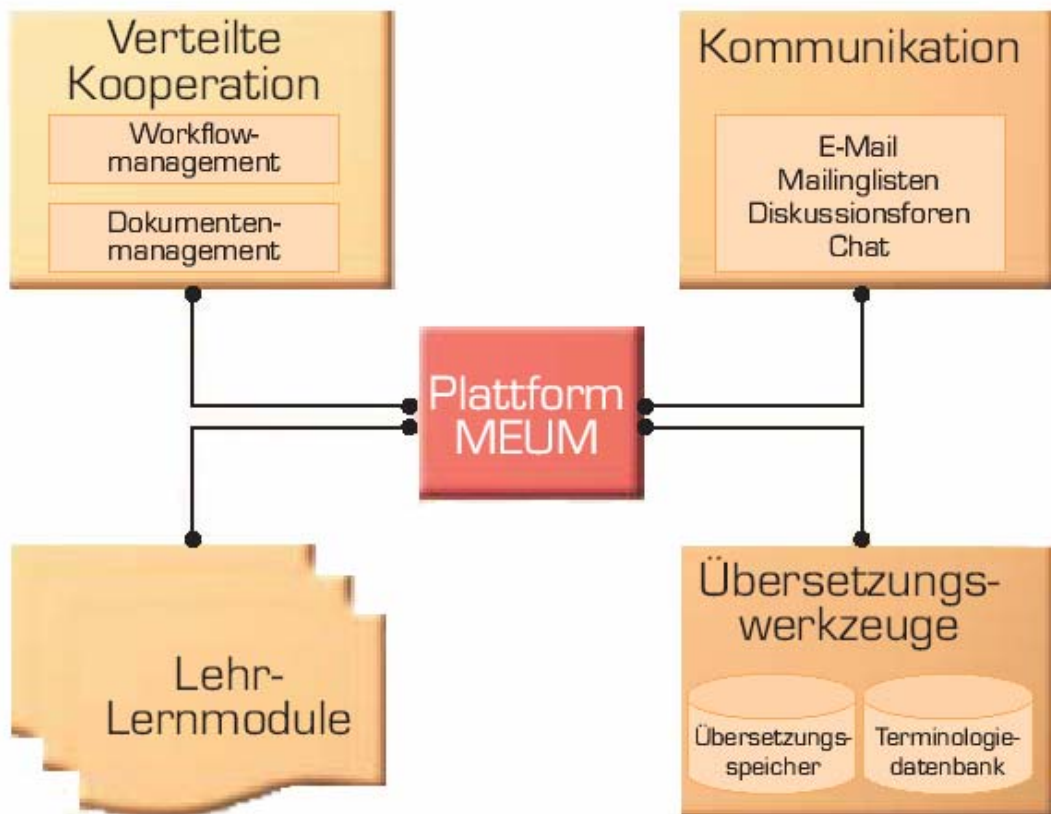 Verteilte
Kooperation
Workflow-
management
Dokumenten-
management
Kommunikation
E-Mail
Mailinglisten
Diskussionsforen
Chat
Plattform
MEUM
Lehr-
Lernmodule
Übersetzungs-
werkzeuge
Übersetzungs-
speicher
Terminologie-
datenbank